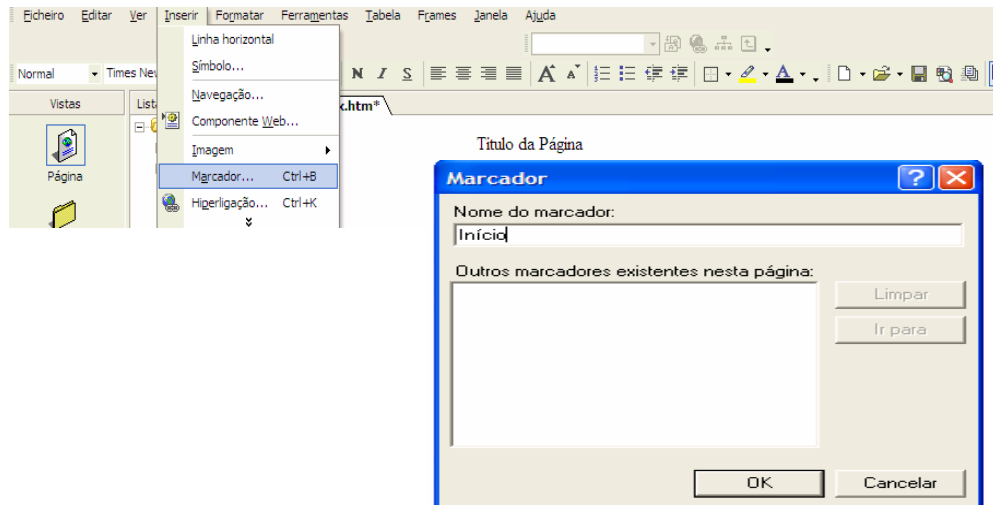 Ficheiro Editar Ver Inserir Formatar Ferramentas Tabela Frames Janela Ajuda
Linha horizontal
Símbolo...
Navegação...
Componente Web...
Imagem
Marcador... Ctrl+B
Hiperligação... Ctrl+K
Normal Times New N I S A A A
Vistas
Página
.htm*
Titulo da Página
Marcador
Nome do marcador:
Início
Outros marcadores existentes nesta página:
Limpar
Ir para
OK Cancelar